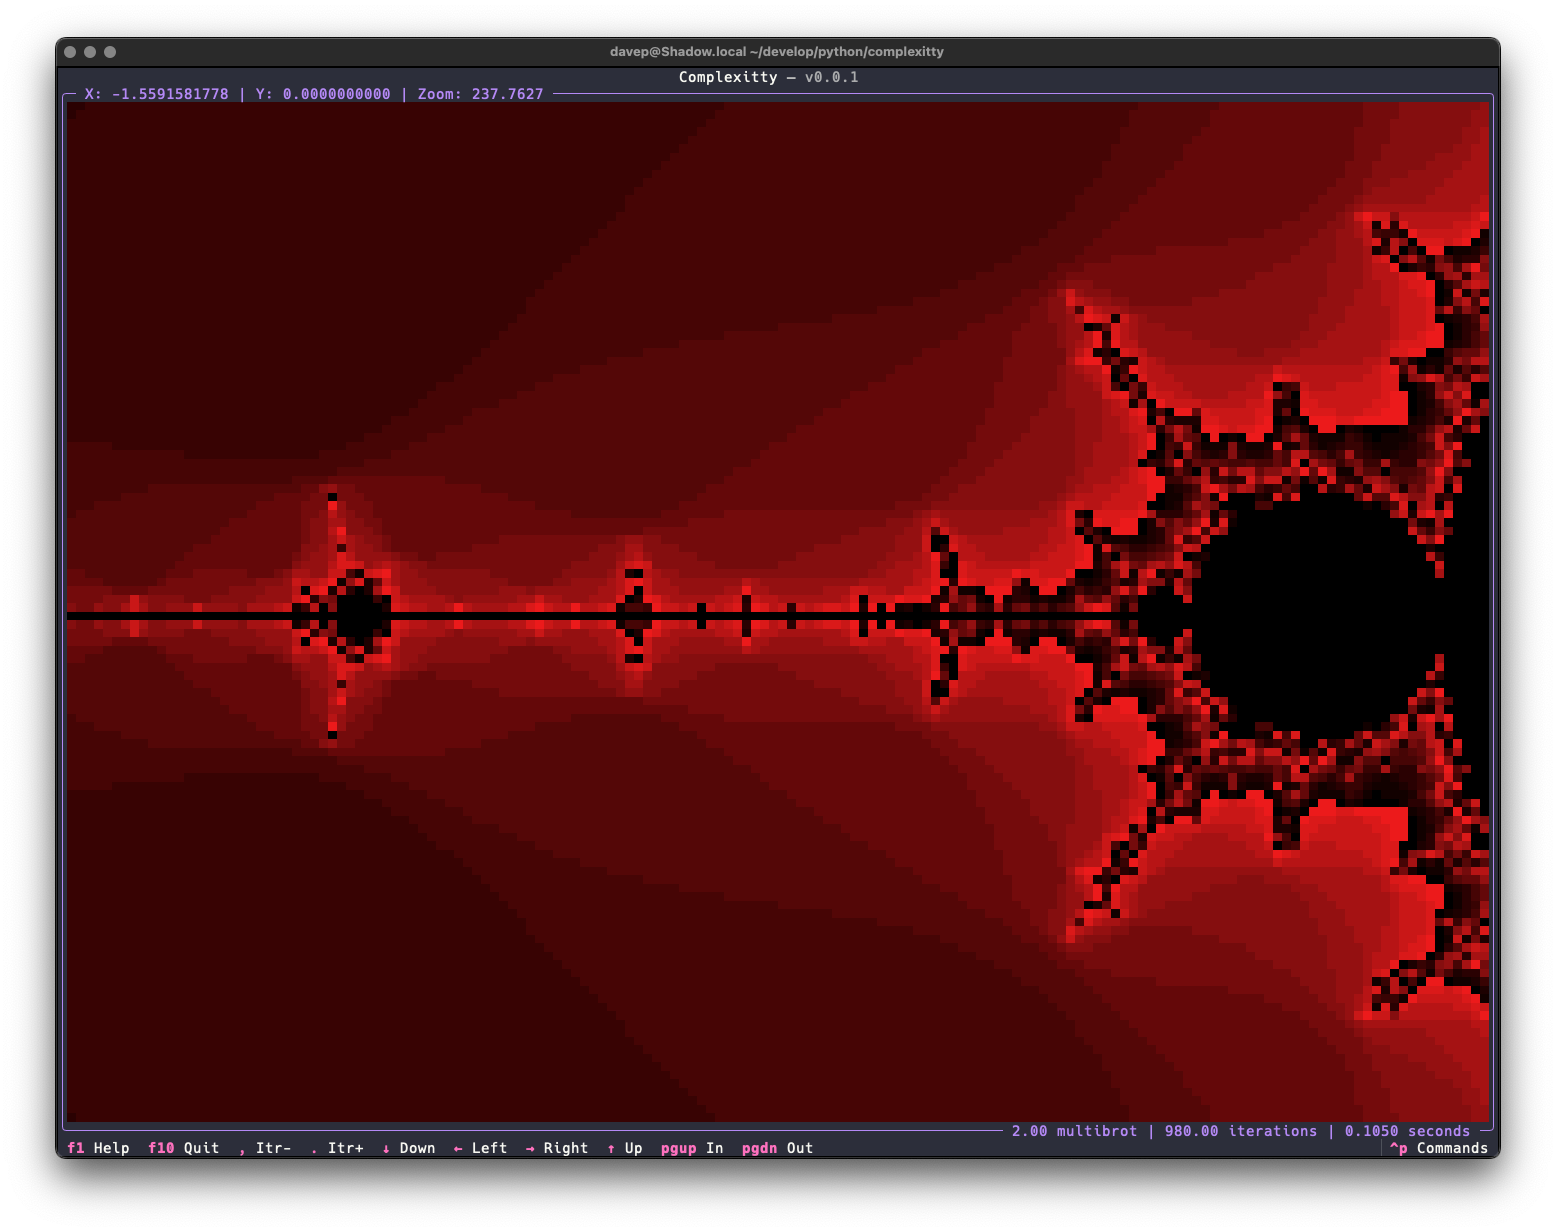 davep@Shadow.local ~/develop/python/complexitty
Complexitty — v0.0.1
X: -1.5591581778 | Y: 0.0000000000 | Zoom: 237.7627
2.00 multibrot | 980.00 iterations | 0.1050 seconds
f1 Help f10 Quit , Itr- . Itr+ ↓ Down ← Left → Right ↑ Up pgup In pgdn Out ^p Commands